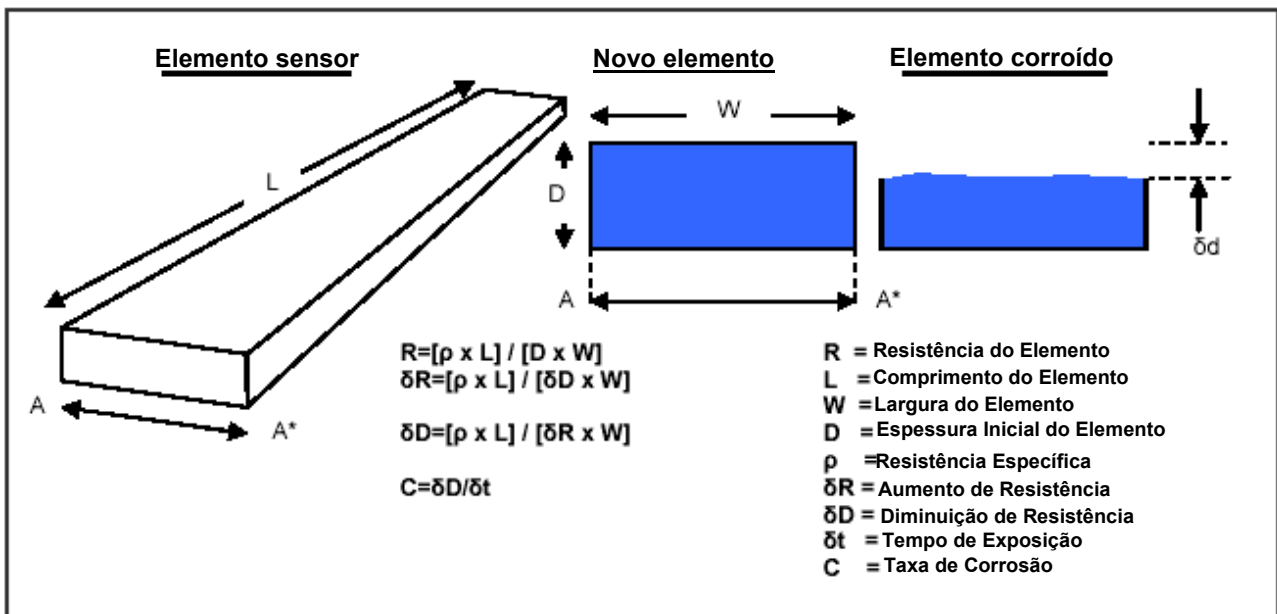 Elemento sensor
Novo elemento
Elemento corroído
L
A
A*
W
D
A
A*
δd
R=[ρ x L] / [D x W]
δR=[ρ x L] / [δD x W]
δD=[ρ x L] / [δR x W]
C=δD/δt
R = Resistência do Elemento
L = Comprimento do Elemento
W = Largura do Elemento
D = Espessura Inicial do Elemento
ρ =Resistência Específica
δR = Aumento de Resistência
δD = Diminuição de Resistência
δt = Tempo de Exposição
C = Taxa de Corrosão